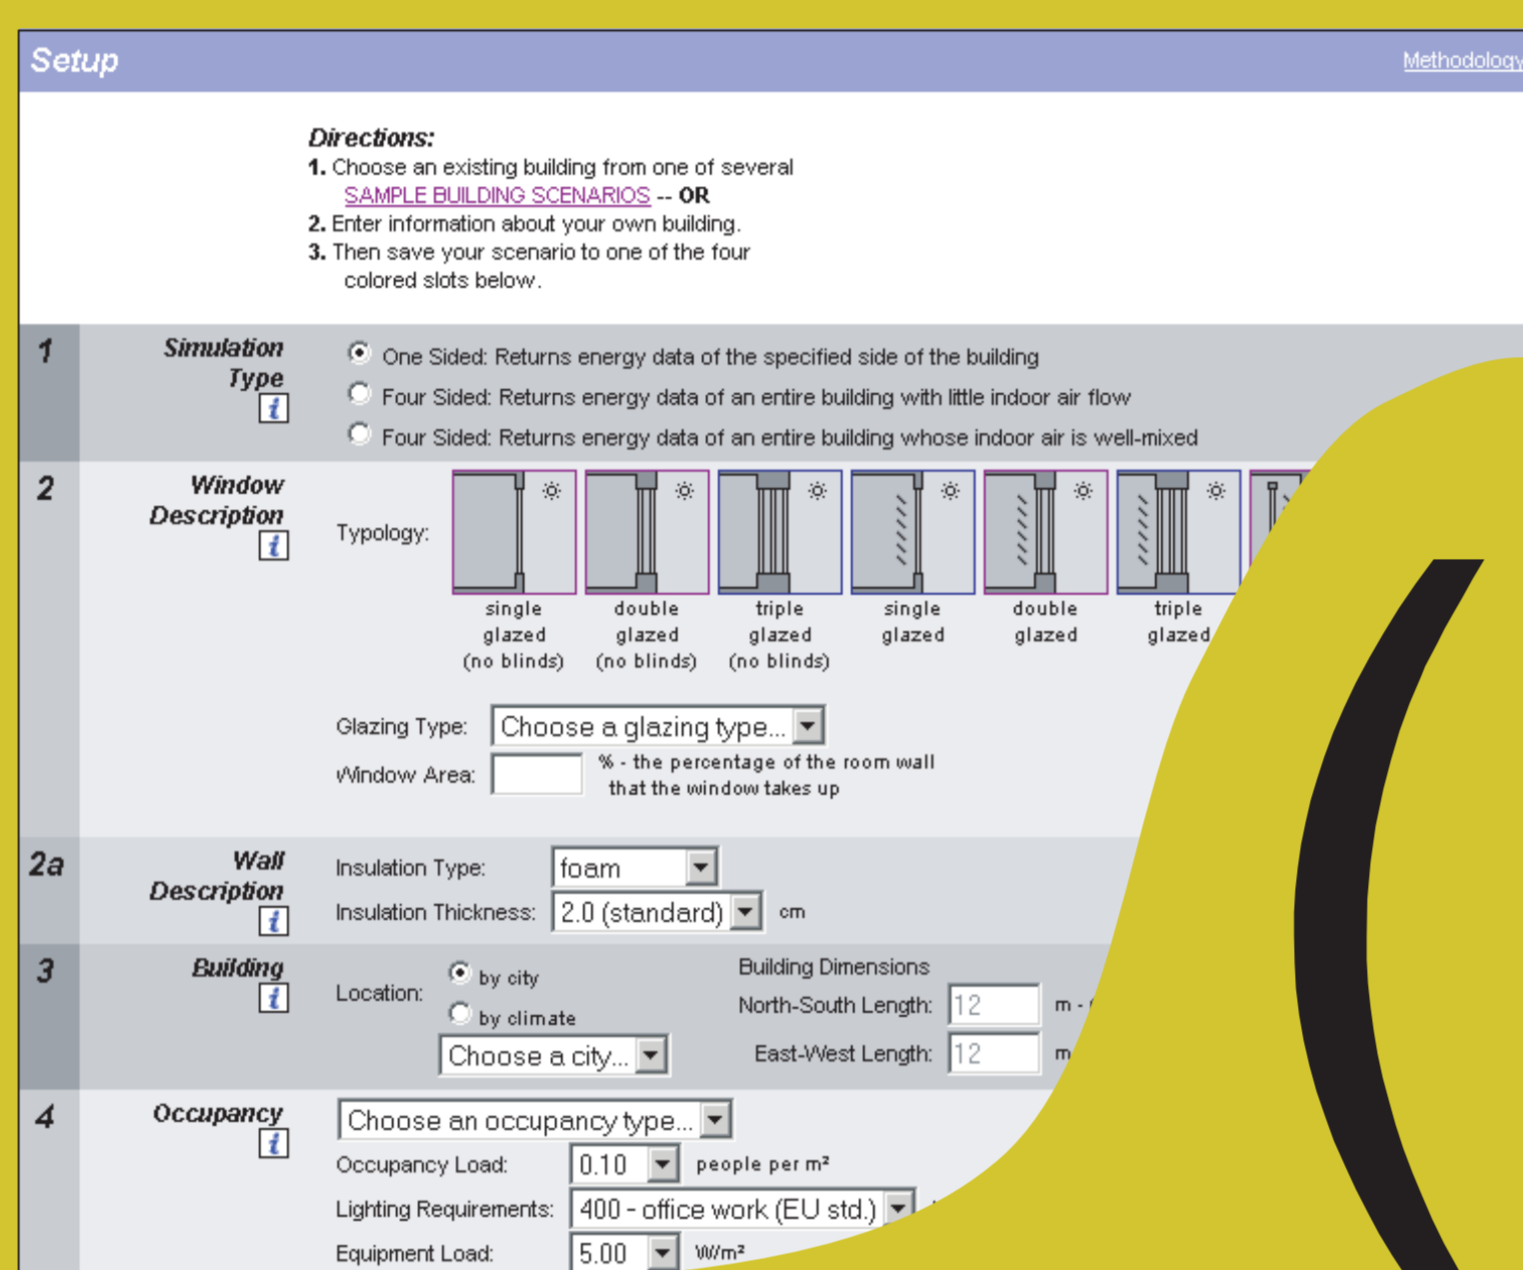 Setup
Methodology
Directions:
1. Choose an existing building from one of several
SAMPLE BUILDING SCENARIOS -- OR
2. Enter information about your own building.
3. Then save your scenario to one of the four
colored slots below.
1
Simulation
Type
i
One Sided: Returns energy data of the specified side of the building
Four Sided: Returns energy data of an entire building with little indoor air flow
Four Sided: Returns energy data of an entire building whose indoor air is well-mixed
2
Window
Description
i
Typology:
single glazed (no blinds)
double glazed (no blinds)
triple glazed (no blinds)
single glazed
double glazed
triple glazed
Glazing Type: Choose a glazing type...
Window Area: % - the percentage of the room wall
that the window takes up
2a
Wall
Description
i
Insulation Type: foam
Insulation Thickness: 2.0 (standard) cm
3
Building
i
Location:
by city
by climate
Choose a city...
Building Dimensions
North-South Length: 12 m -
East-West Length: 12 m
4
Occupancy
i
Choose an occupancy type...
Occupancy Load: 0.10 people per m²
Lighting Requirements: 400 - office work (EU std.)
Equipment Load: 5.00 W/m²
(